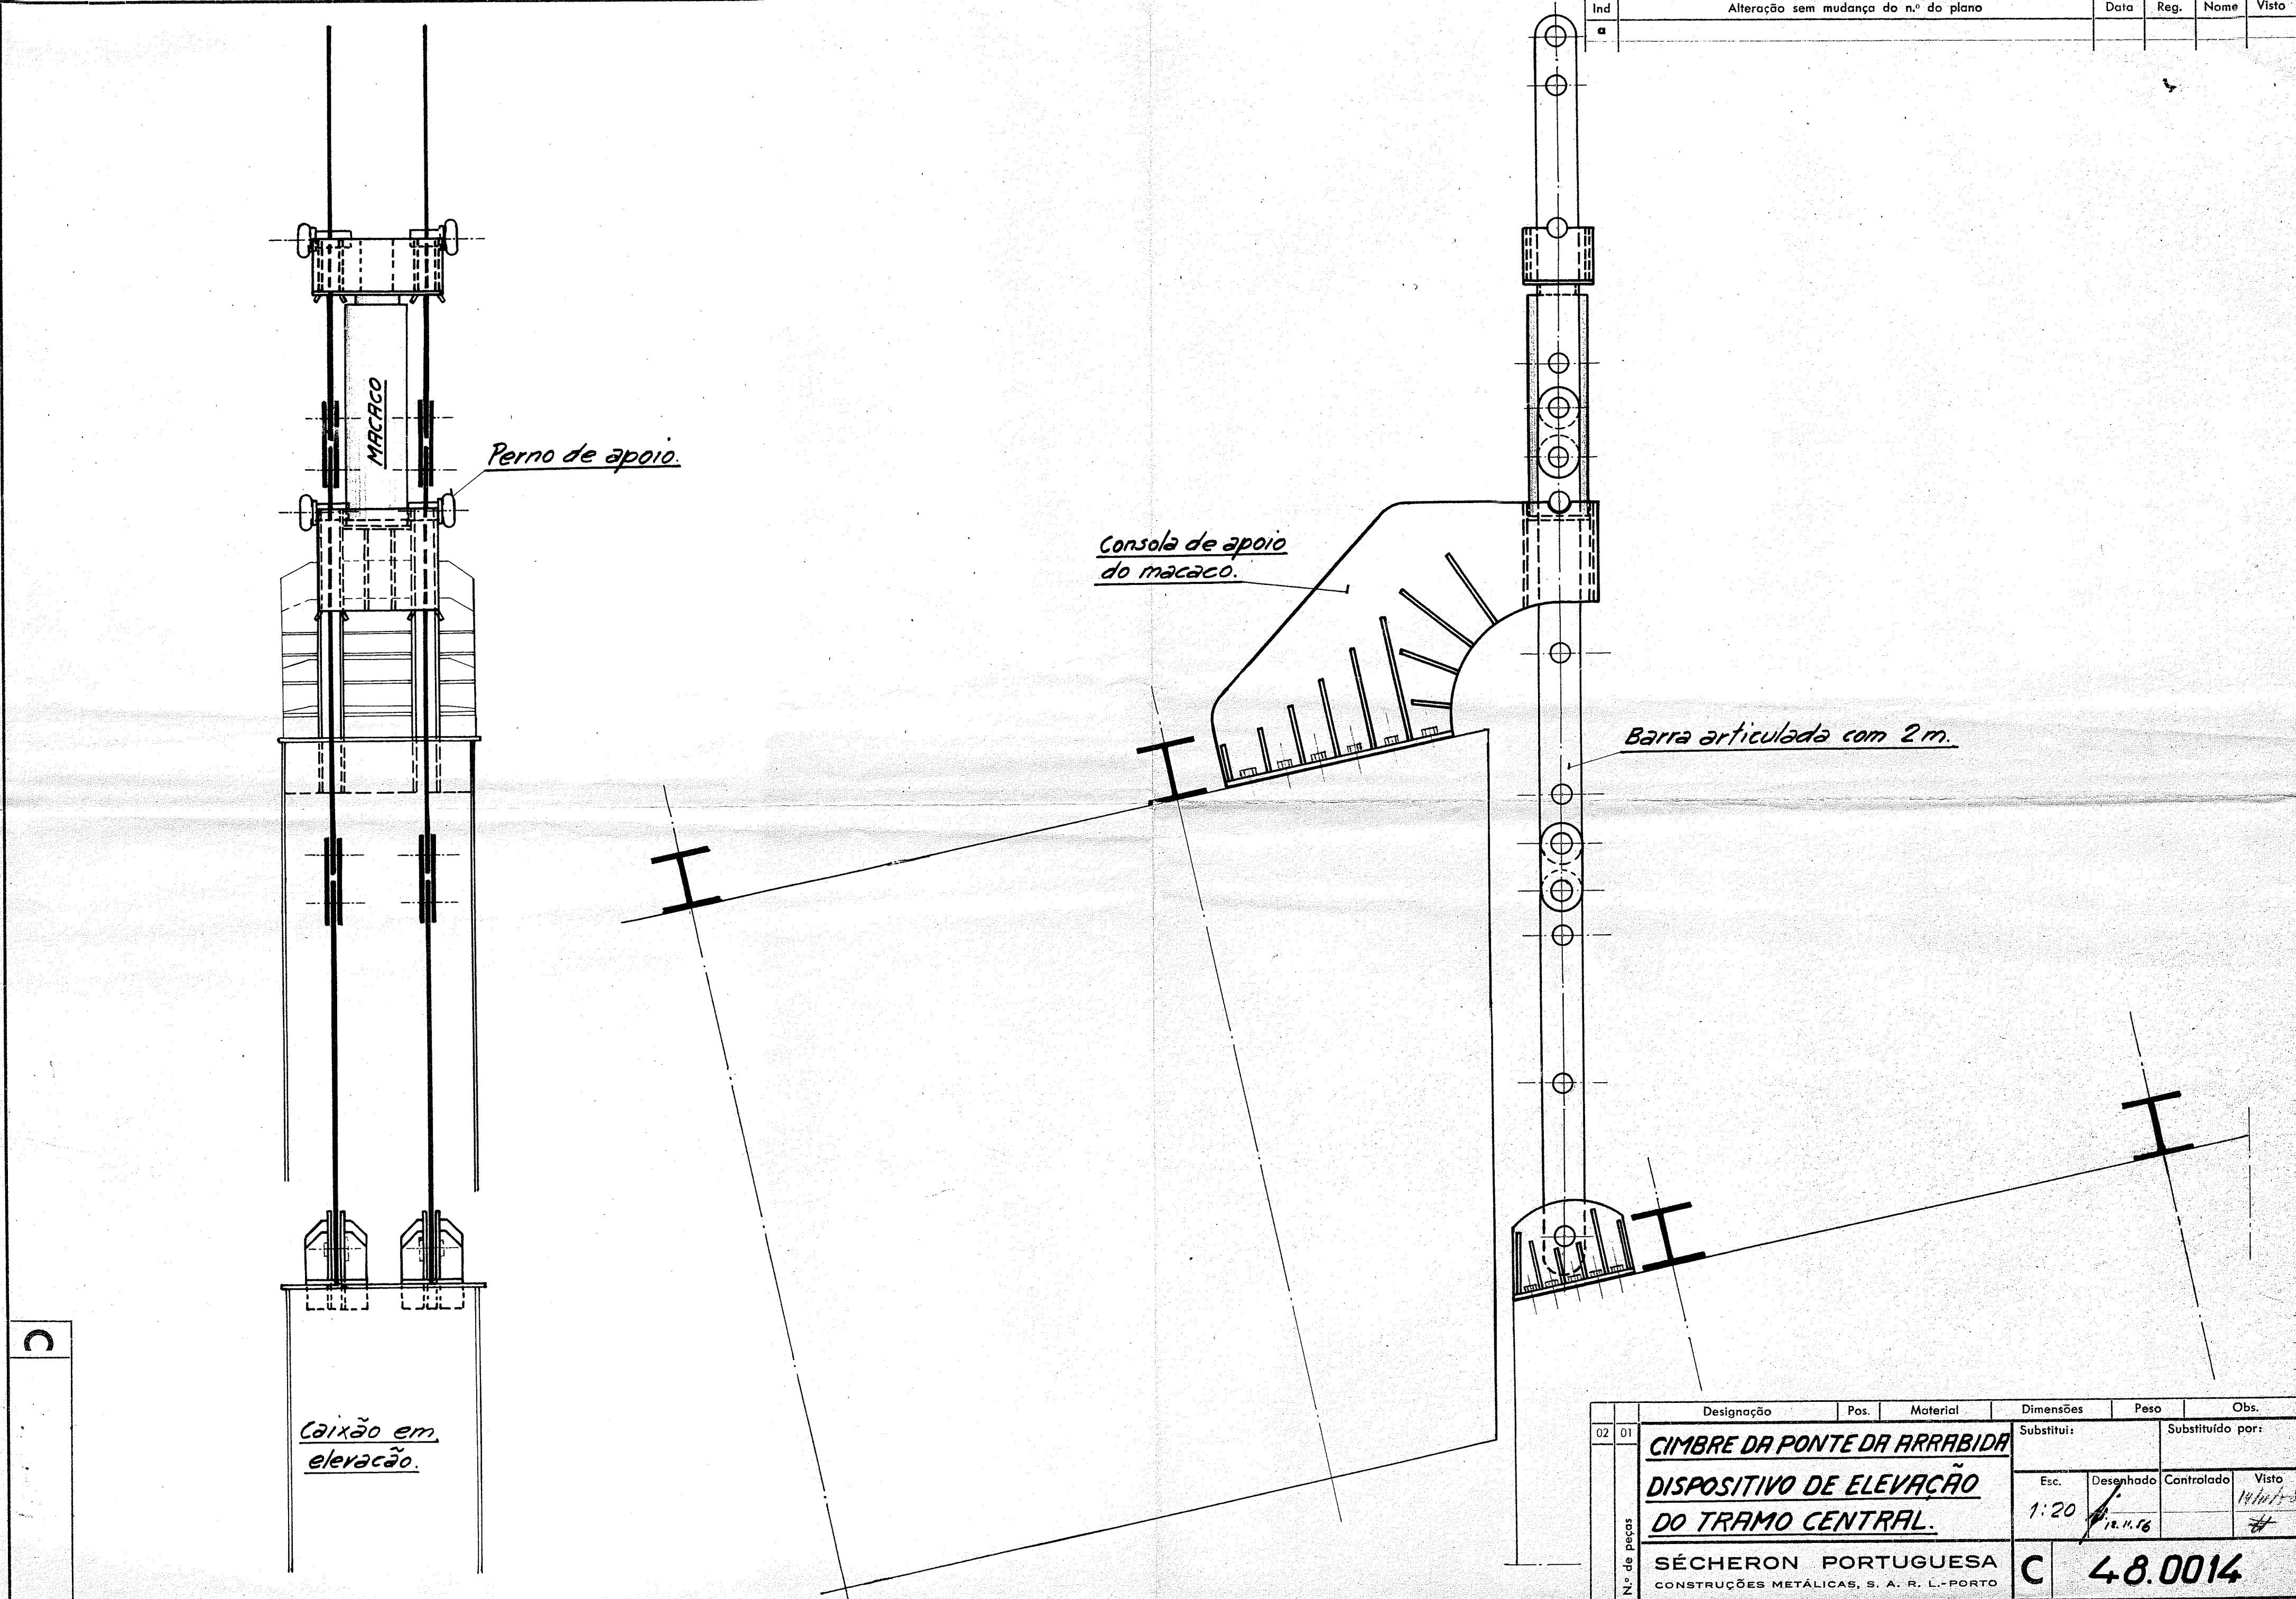 Ind Alteração sem mudança do n.º do plano Data Reg. Nome Visto
a
MACACO
Perno de apoio.
Consola de apoio
do macaco.
Barra articulada com 2m.
C
Caixão em
elevacão.
Designação Pos. Material Dimensões Peso Obs.
02 01
N.º de peças
CIMBRE DA PONTE DA ARRABIDA
DISPOSITIVO DE ELEVAÇÃO
DO TRAMO CENTRAL.
Substitui: Substituído por:
Esc. Desenhado Controlado Visto
1:20 12.11.56
SÉCHERON PORTUGUESA
CONSTRUÇÕES METÁLICAS, S. A. R. L.-PORTO
C 48.0014